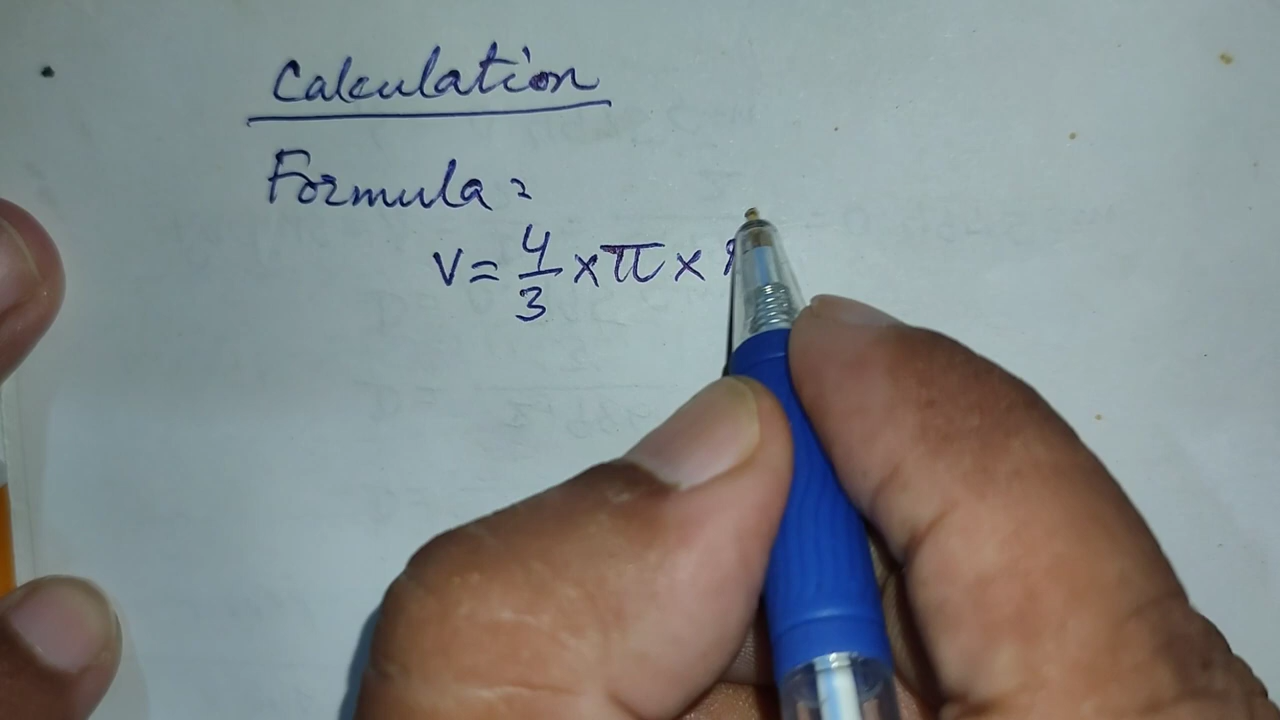 Calculation
Formula =
V = 4/3 × π × r